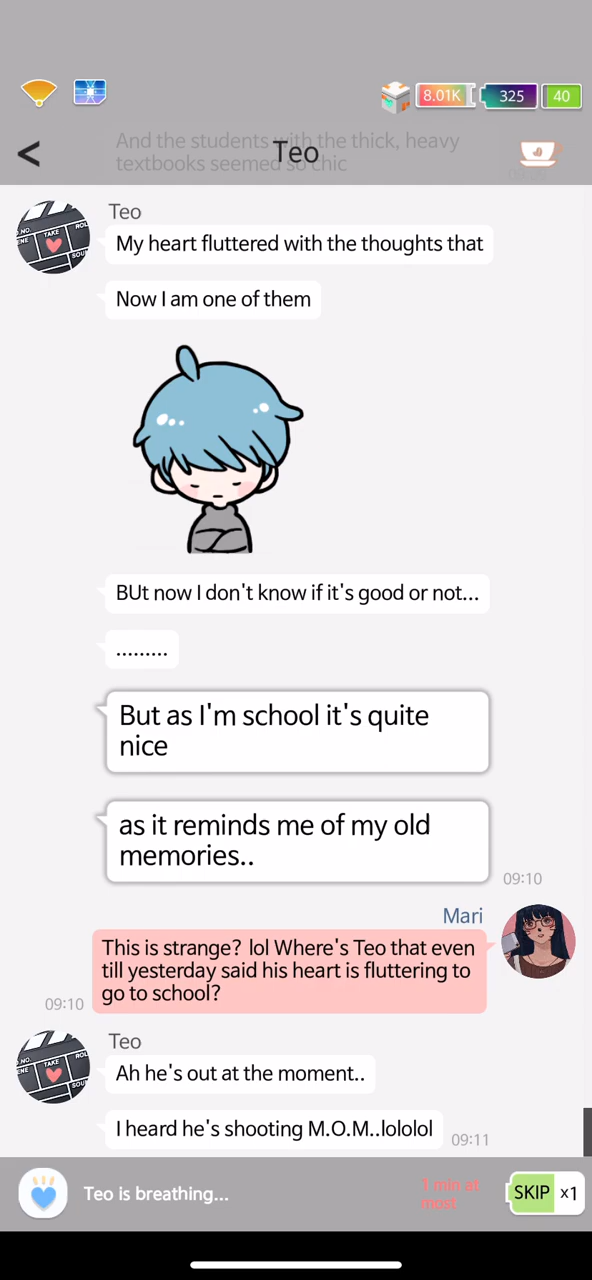 8.01K
325
40
And the students with the thick, heavy
textbooks seemed so chic
Teo
Teo
My heart fluttered with the thoughts that
Now I am one of them
BUt now I don't know if it's good or not...
.........
But as I'm school it's quite
nice
as it reminds me of my old
memories..
09:10
Mari
This is strange? lol Where's Teo that even
till yesterday said his heart is fluttering to
go to school?
09:10
Teo
Ah he's out at the moment..
I heard he's shooting M.O.M..lololol
09:11
Teo is breathing...
1 min at
most
SKIP x1